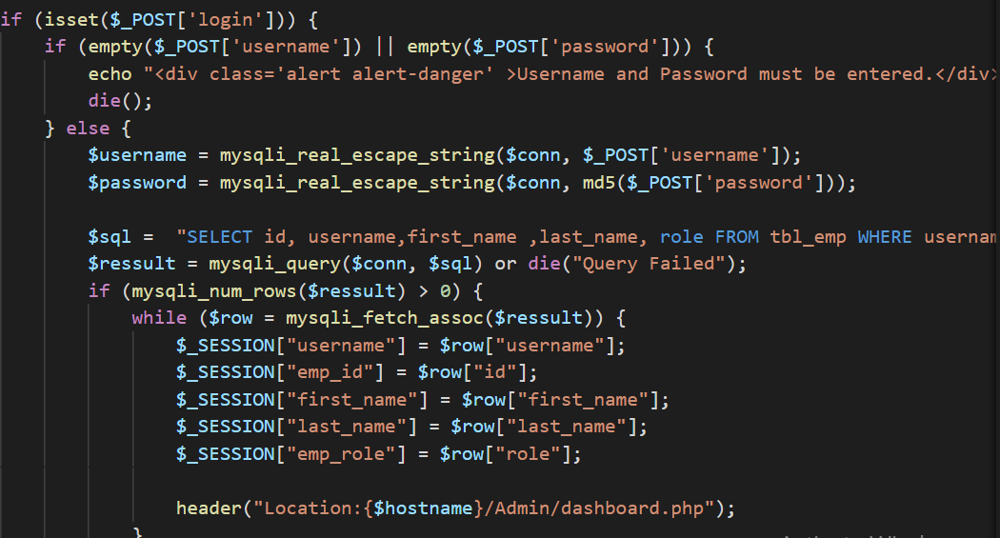 if (isset($_POST['login'])) {
    if (empty($_POST['username']) || empty($_POST['password'])) {
        echo "<div class='alert alert-danger' >Username and Password must be entered.</div>
        die();
    } else {
        $username = mysqli_real_escape_string($conn, $_POST['username']);
        $password = mysqli_real_escape_string($conn, md5($_POST['password']));
        $sql =  "SELECT id, username,first_name ,last_name, role FROM tbl_emp WHERE usernam
        $ressult = mysqli_query($conn, $sql) or die("Query Failed");
        if (mysqli_num_rows($ressult) > 0) {
            while ($row = mysqli_fetch_assoc($ressult)) {
                $_SESSION["username"] = $row["username"];
                $_SESSION["emp_id"] = $row["id"];
                $_SESSION["first_name"] = $row["first_name"];
                $_SESSION["last_name"] = $row["last_name"];
                $_SESSION["emp_role"] = $row["role"];
                header("Location:{$hostname}/Admin/dashboard.php");
            }